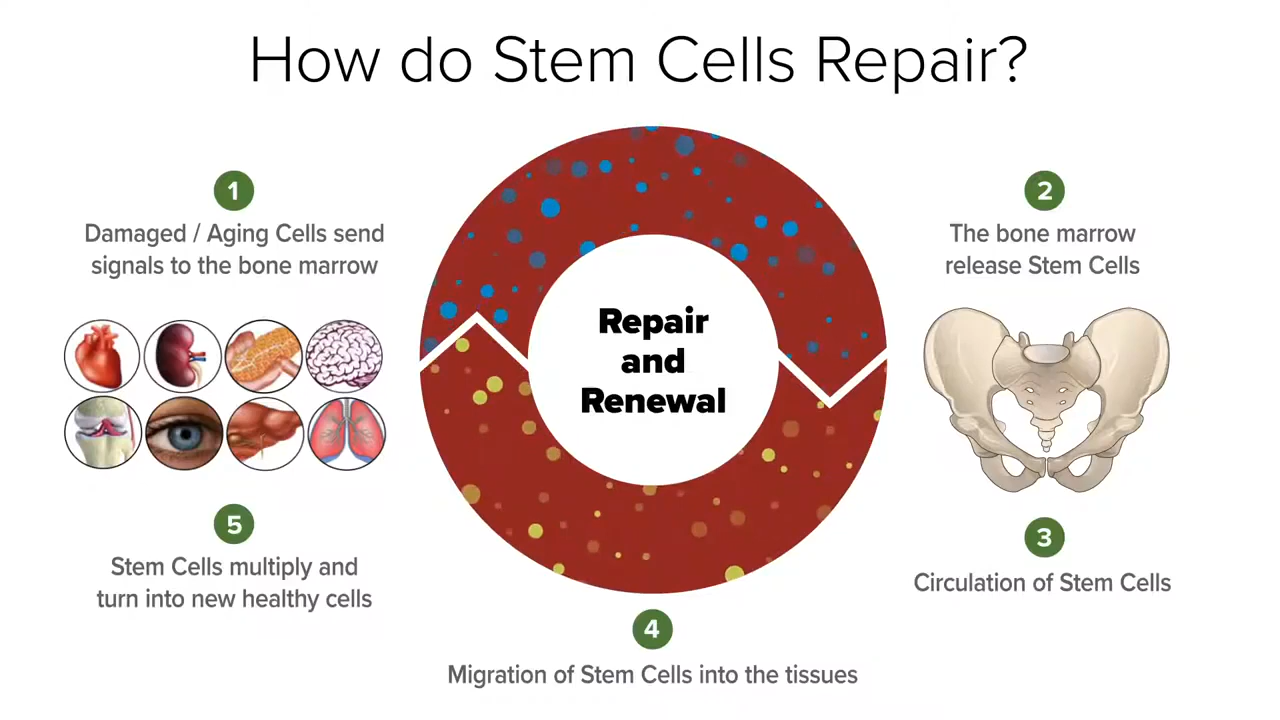 How do Stem Cells Repair?
1
Damaged / Aging Cells send
signals to the bone marrow
2
The bone marrow
release Stem Cells
Repair
and
Renewal
3
Circulation of Stem Cells
4
Migration of Stem Cells into the tissues
5
Stem Cells multiply and
turn into new healthy cells